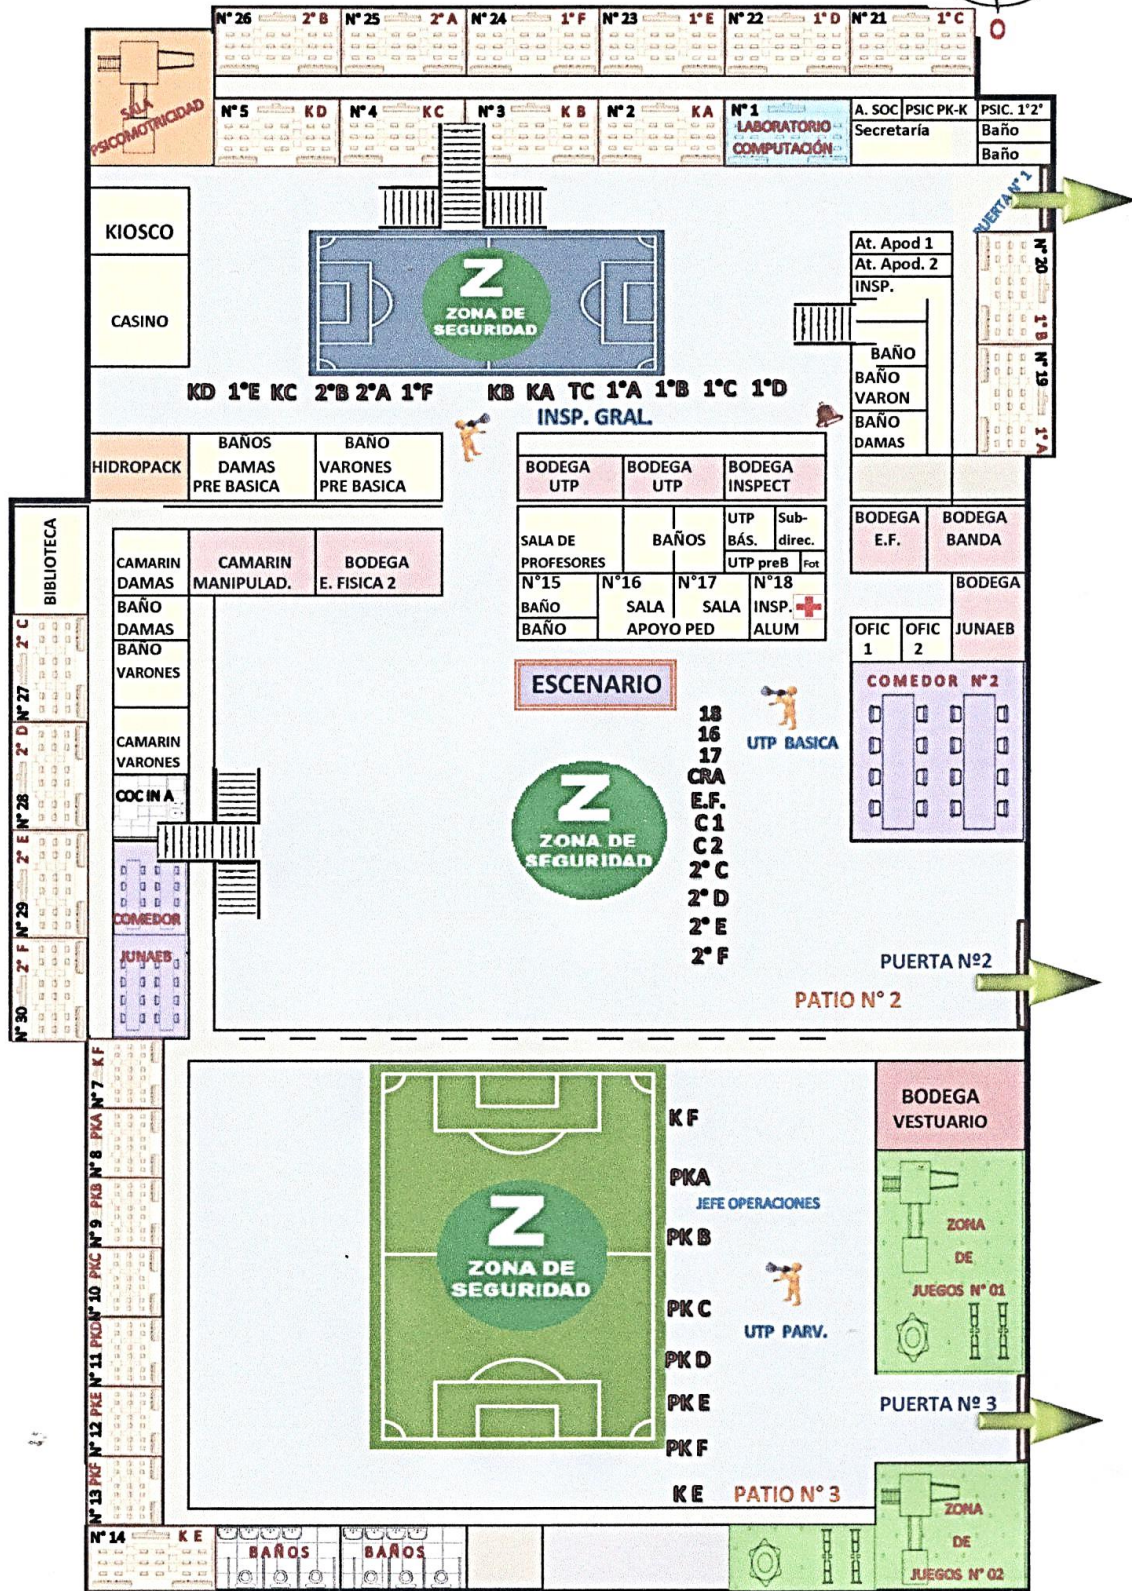 N° 26 2° B N° 25 2° A N° 24 1° F N° 23 1° E N° 22 1° D N° 21 1° C
O
SALA
PSICOMOTRICIDAD
N° 5 K D N° 4 K C N° 3 K B N° 2 K A N° 1
LABORATORIO
COMPUTACIÓN
A. SOC PSIC PK-K PSIC. 1°2°
Secretaría
Baño
Baño
PUERTA N° 1
KIOSCO
CASINO
Z
ZONA DE
SEGURIDAD
At. Apod 1
At. Apod. 2
INSP.
BAÑO
BAÑO
VARON
BAÑO
DAMAS
N° 20 1° B
N° 19 1° A
KD 1°E KC 2°B 2°A 1°F KB KA TC 1°A 1°B 1°C 1°D
INSP. GRAL.
HIDROPACK
BAÑOS
DAMAS
PRE BASICA
BAÑO
VARONES
PRE BASICA
BODEGA
UTP
BODEGA
UTP
BODEGA
INSPECT
BIBLIOTECA
CAMARIN
DAMAS
CAMARIN
MANIPULAD.
BODEGA
E. FISICA 2
SALA DE
PROFESORES
BAÑOS
UTP
BÁS.
Sub-
direc.
UTP preB
Fot
BODEGA
E.F.
BODEGA
BANDA
N°15
BAÑO
BAÑO
N°16
SALA
N°17
SALA
APOYO PED
N°18
INSP.
ALUM
BODEGA
JUNAEB
OFIC
1
OFIC
2
BAÑO
DAMAS
BAÑO
VARONES
CAMARIN
VARONES
COCINA
COMEDOR
JUNAEB
N° 27 2° C
N° 28 2° D
N° 29 2° E
N° 30 2° F
ESCENARIO
COMEDOR N°2
UTP BASICA
18
16
17
CRA
E.F.
C 1
C 2
2° C
2° D
2° E
2° F
Z
ZONA DE
SEGURIDAD
PUERTA Nº2
PATIO N° 2
N° 7 K F
N° 8 PKA
N° 9 PKB
N° 10 PKC
N° 11 PKD
N° 12 PKE
N° 13 PKF
Z
ZONA DE
SEGURIDAD
K F
PKA
JEFE OPERACIONES
PK B
PK C
UTP PARV.
PK D
PK E
PK F
K E
PATIO N° 3
BODEGA
VESTUARIO
ZONA
DE
JUEGOS N° 01
PUERTA Nº 3
ZONA
DE
JUEGOS N° 02
N° 14 K E
BAÑOS
BAÑOS